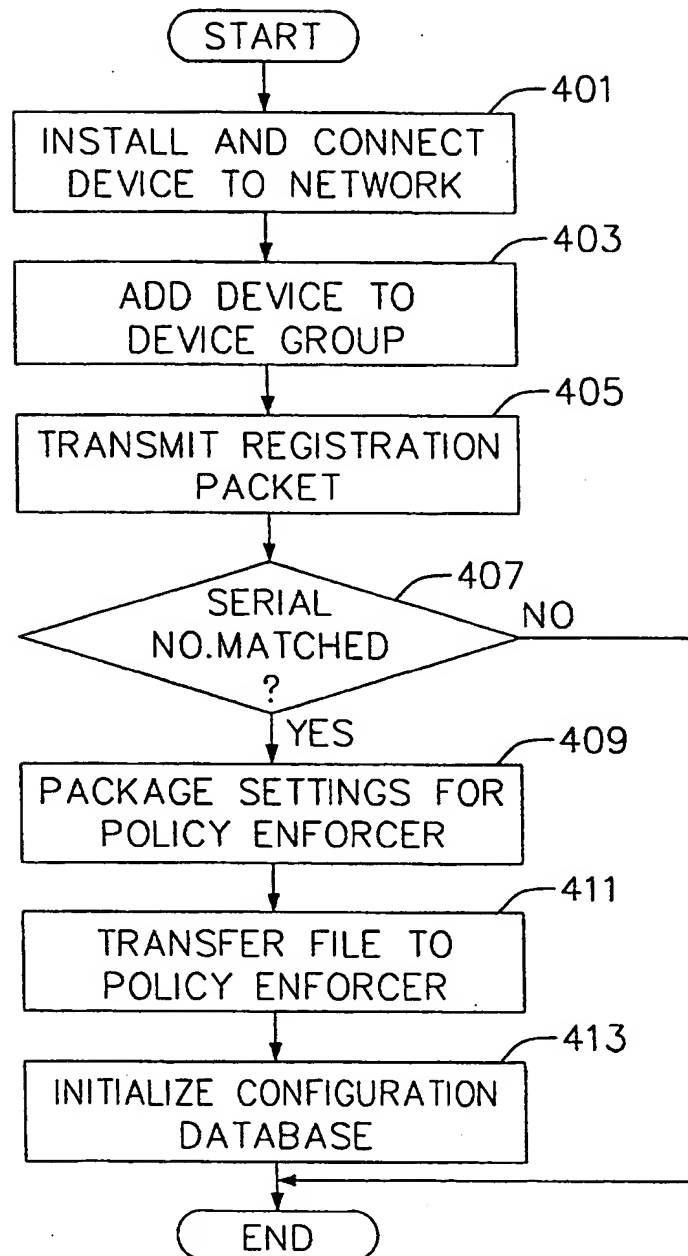 START
401
INSTALL AND CONNECT
DEVICE TO NETWORK
403
ADD DEVICE TO
DEVICE GROUP
405
TRANSMIT REGISTRATION
PACKET
407
SERIAL
NO.MATCHED
?
NO
YES
409
PACKAGE SETTINGS FOR
POLICY ENFORCER
411
TRANSFER FILE TO
POLICY ENFORCER
413
INITIALIZE CONFIGURATION
DATABASE
END